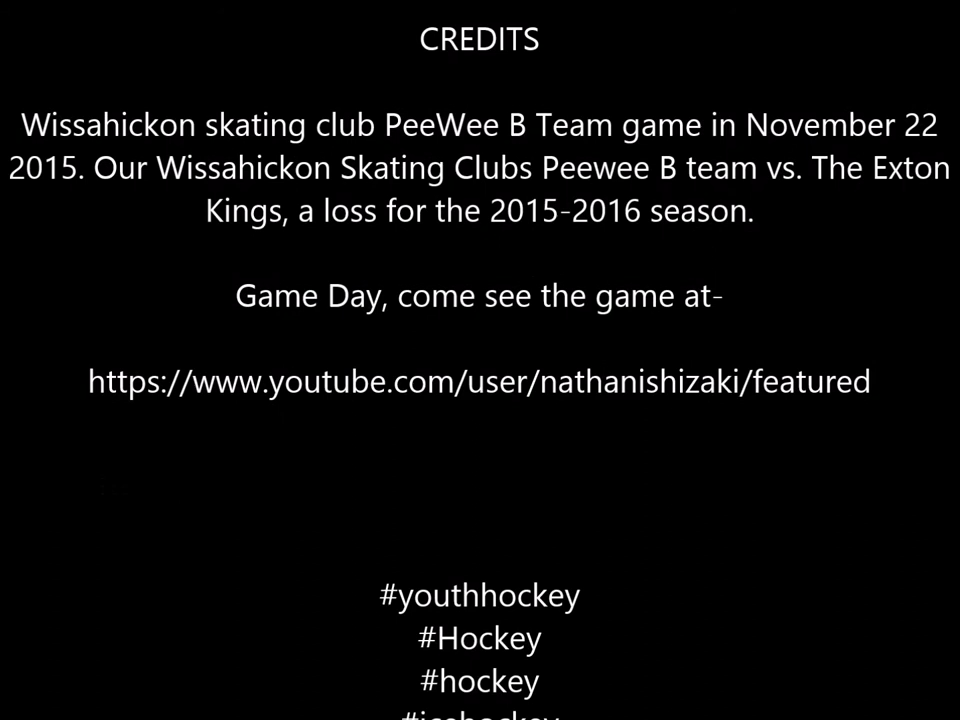 CREDITS
Wissahickon skating club PeeWee B Team game in November 22
2015. Our Wissahickon Skating Clubs Peewee B team vs. The Exton
Kings, a loss for the 2015-2016 season.
Game Day, come see the game at-
https://www.youtube.com/user/nathanishizaki/featured
#youthhockey
#Hockey
#hockey
#icehockey